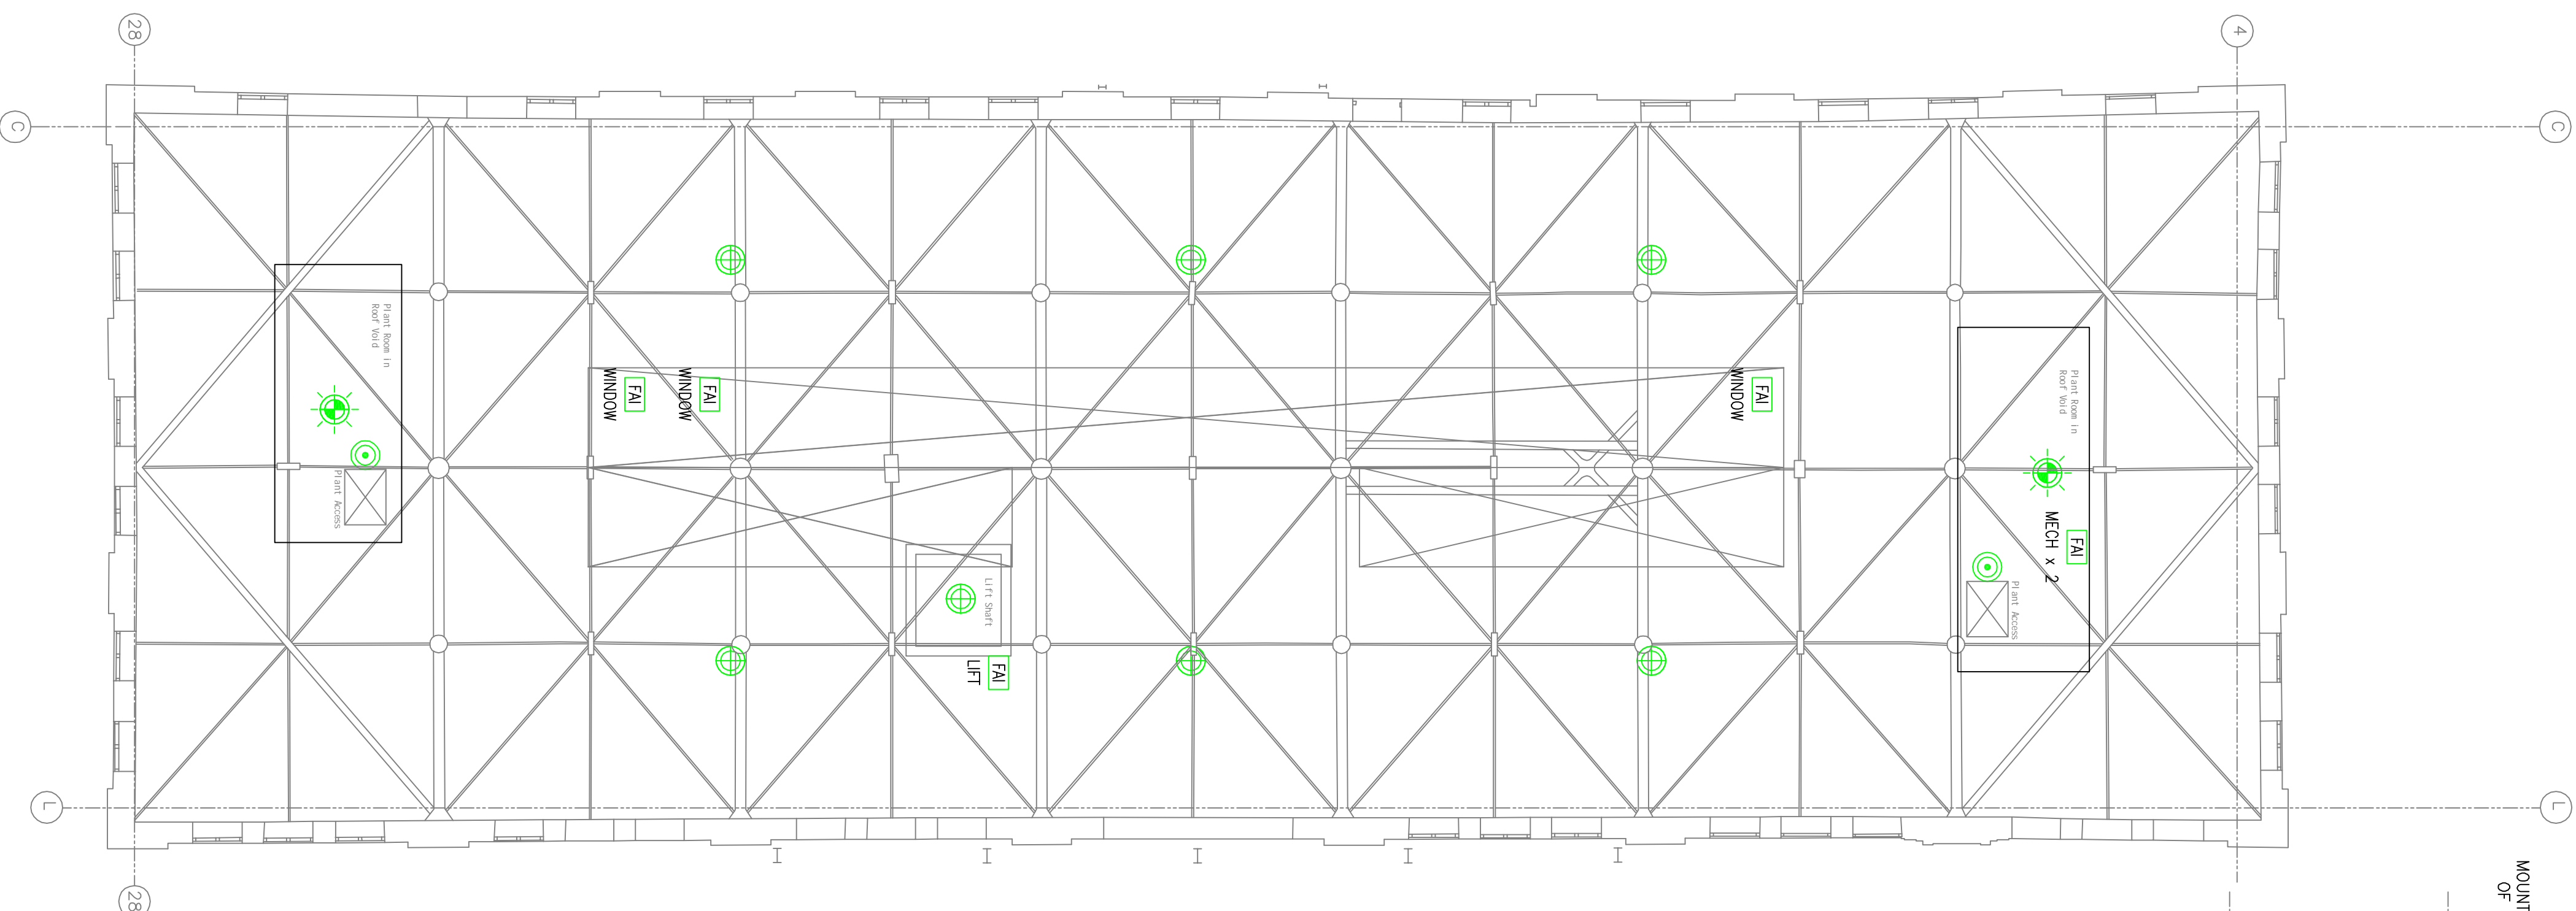 28
4
C
C
Plant Room in
Roof Void
Plant Access
FAI
WINDOW
FAI
WINDOW
FAI
WINDOW
Plant Room in
Roof Void
FAI
MECH x 2
Plant Access
Lift Shaft
FAI
LIFT
L
L
28
MOUNT
OF